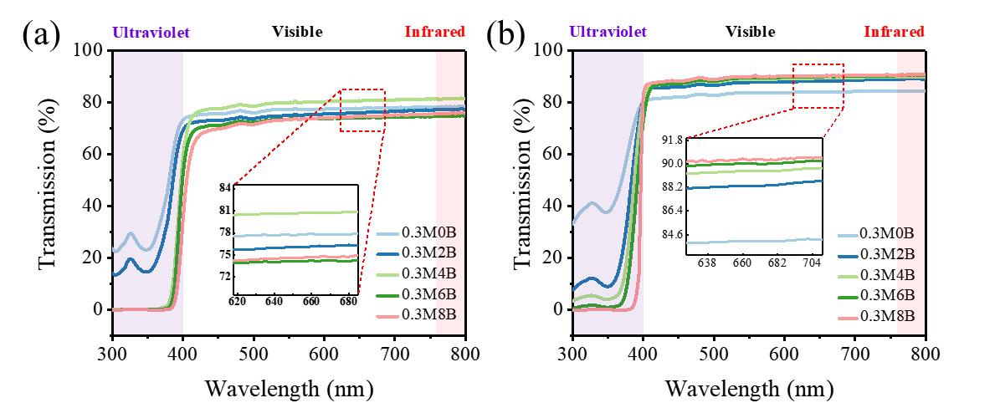 (a)
Ultraviolet Visible Infrared
Transmission (%)
100
80
60
40
20
0
84
81
78
75
72
620 640 660 680
0.3M0B
0.3M2B
0.3M4B
0.3M6B
0.3M8B
300 400 500 600 700 800
Wavelength (nm)
(b)
Ultraviolet Visible Infrared
Transmission (%)
100
80
60
40
20
0
91.8
90.0
88.2
86.4
84.6
638 660 682 704
0.3M0B
0.3M2B
0.3M4B
0.3M6B
0.3M8B
300 400 500 600 700 800
Wavelength (nm)